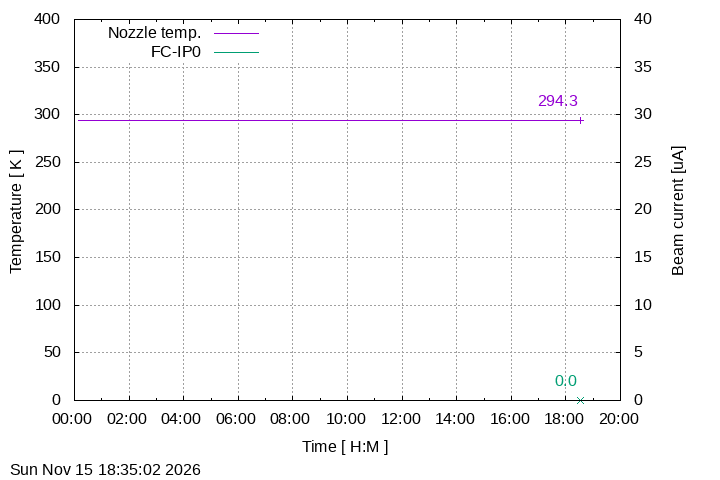 Nozzle temp.
FC-IP0
400
350
300
250
200
150
100
50
0
Temperature [ K ]
40
35
30
25
20
15
10
5
0
Beam current [uA]
294.3
0.0
00:00 02:00 04:00 06:00 08:00 10:00 12:00 14:00 16:00 18:00 20:00
Time [ H:M ]
Sun Nov 15 18:35:02 2026